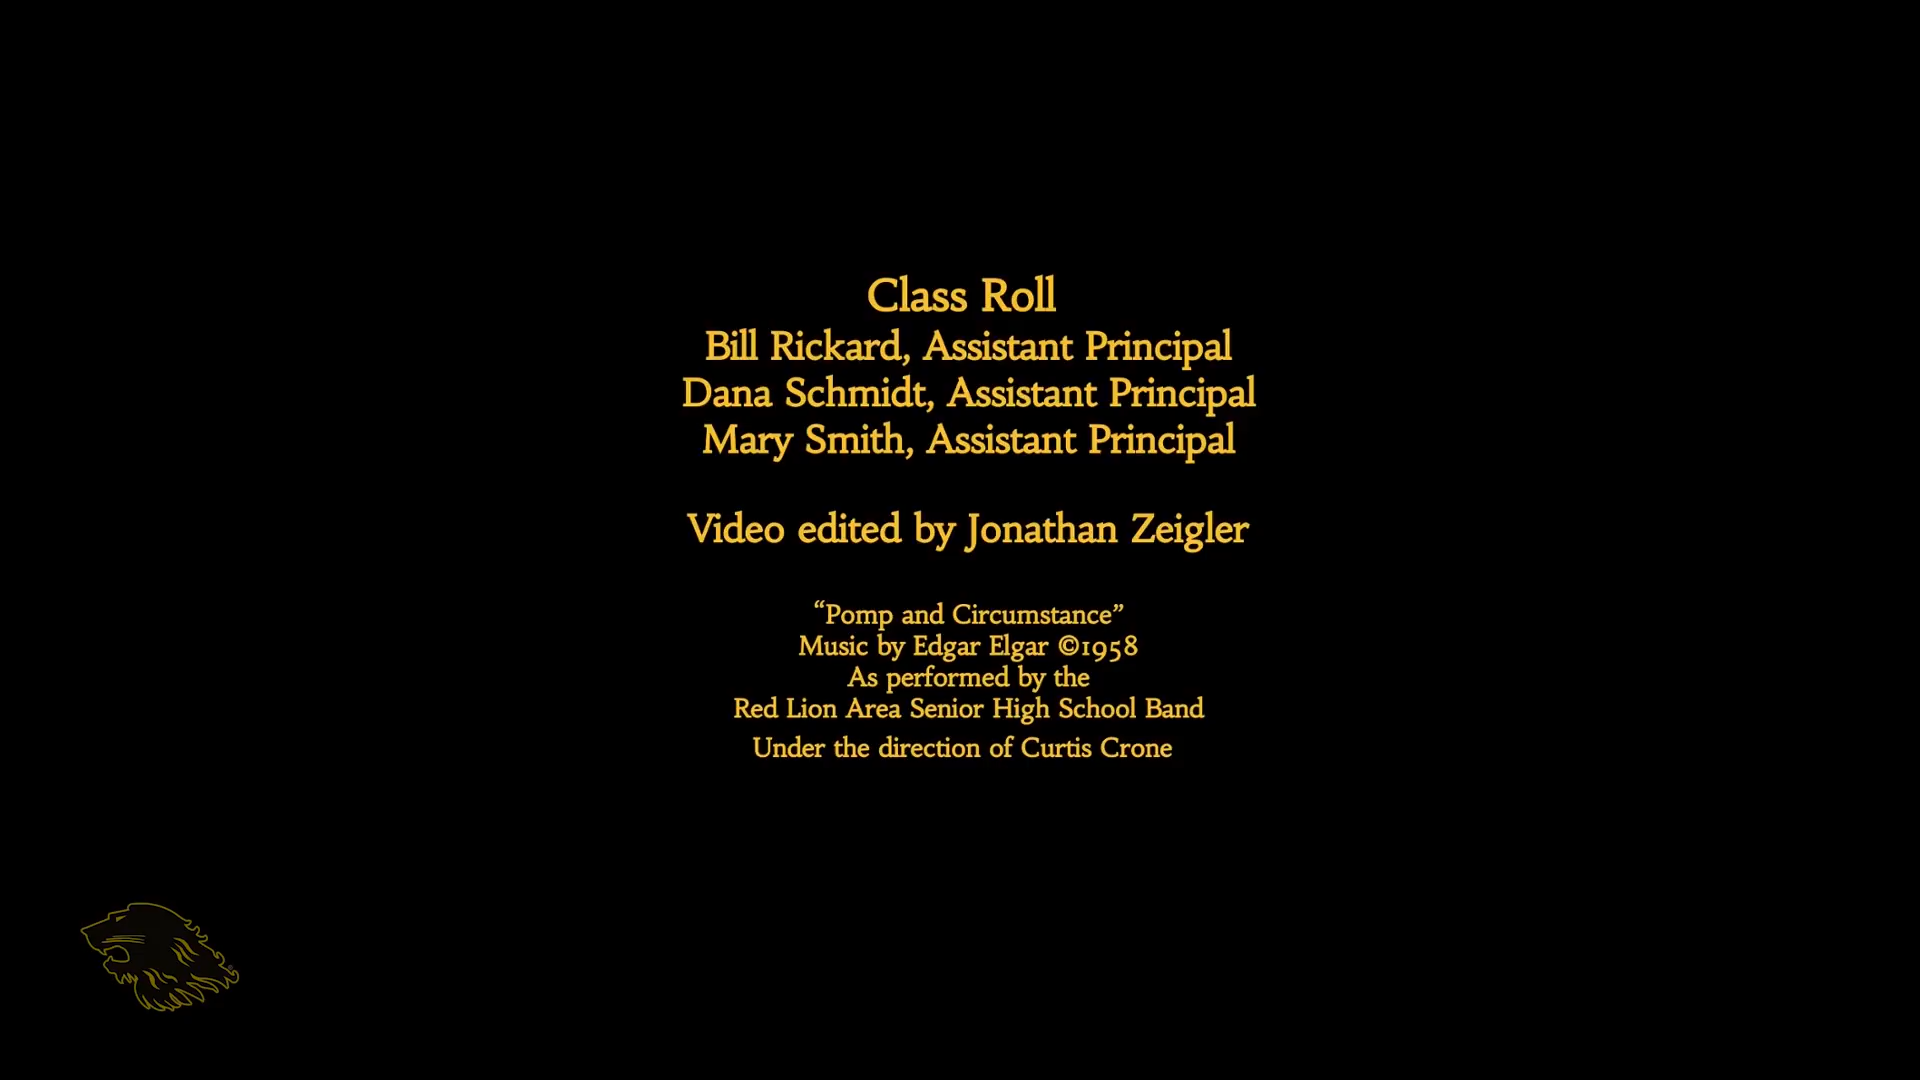 Class Roll
Bill Rickard, Assistant Principal
Dana Schmidt, Assistant Principal
Mary Smith, Assistant Principal
Video edited by Jonathan Zeigler
“Pomp and Circumstance”
Music by Edgar Elgar ©1958
As performed by the
Red Lion Area Senior High School Band
Under the direction of Curtis Crone